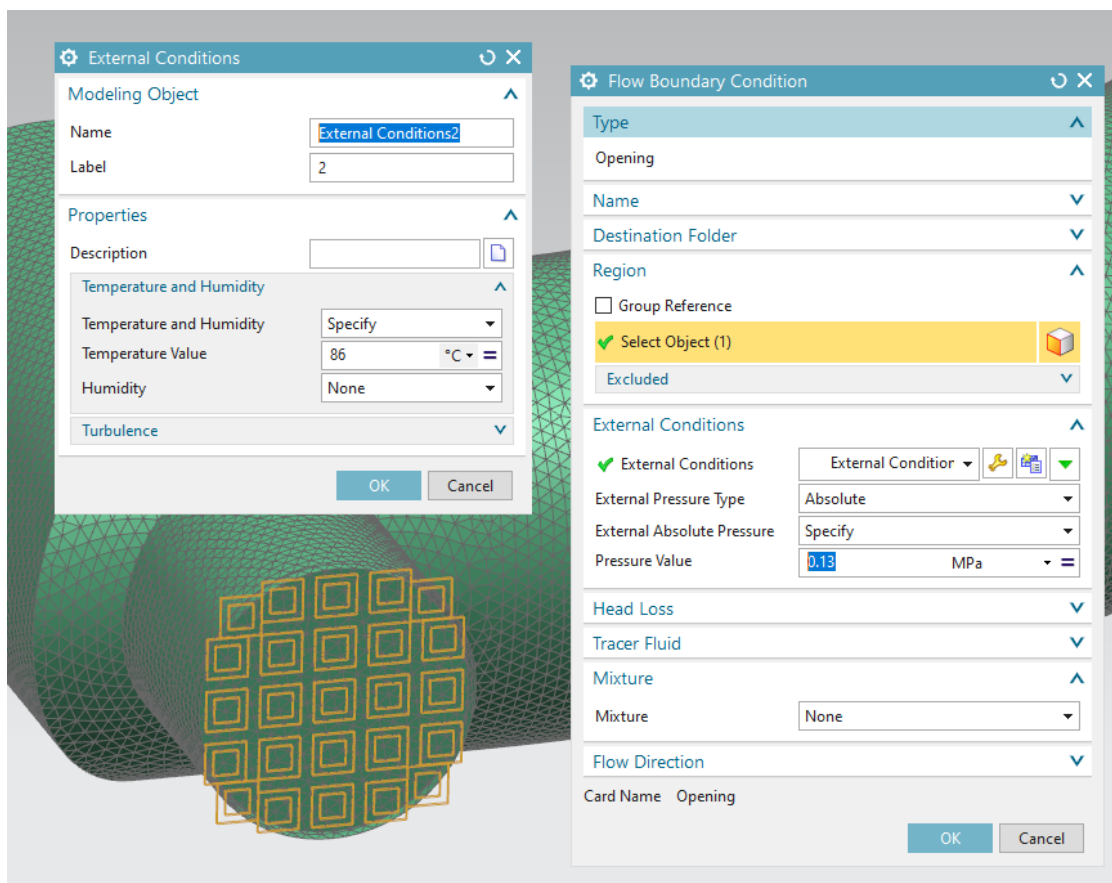 External Conditions
Modeling Object
Name External Conditions2
Label 2
Properties
Description
Temperature and Humidity
Temperature and Humidity Specify
Temperature Value 86 °C
Humidity None
Turbulence
OK Cancel
Flow Boundary Condition
Type
Opening
Name
Destination Folder
Region
Group Reference
Select Object (1)
Excluded
External Conditions
External Conditions External Condition
External Pressure Type Absolute
External Absolute Pressure Specify
Pressure Value 0.13 MPa
Head Loss
Tracer Fluid
Mixture
Mixture None
Flow Direction
Card Name Opening
OK Cancel